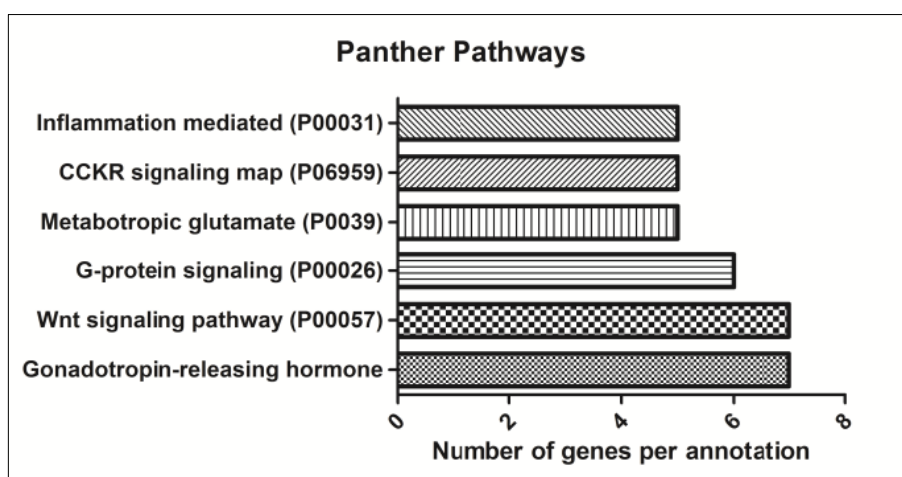 Panther Pathways
Inflammation mediated (P00031)
CCKR signaling map (P06959)
Metabotropic glutamate (P0039)
G-protein signaling (P00026)
Wnt signaling pathway (P00057)
Gonadotropin-releasing hormone
0 2 4 6 8
Number of genes per annotation